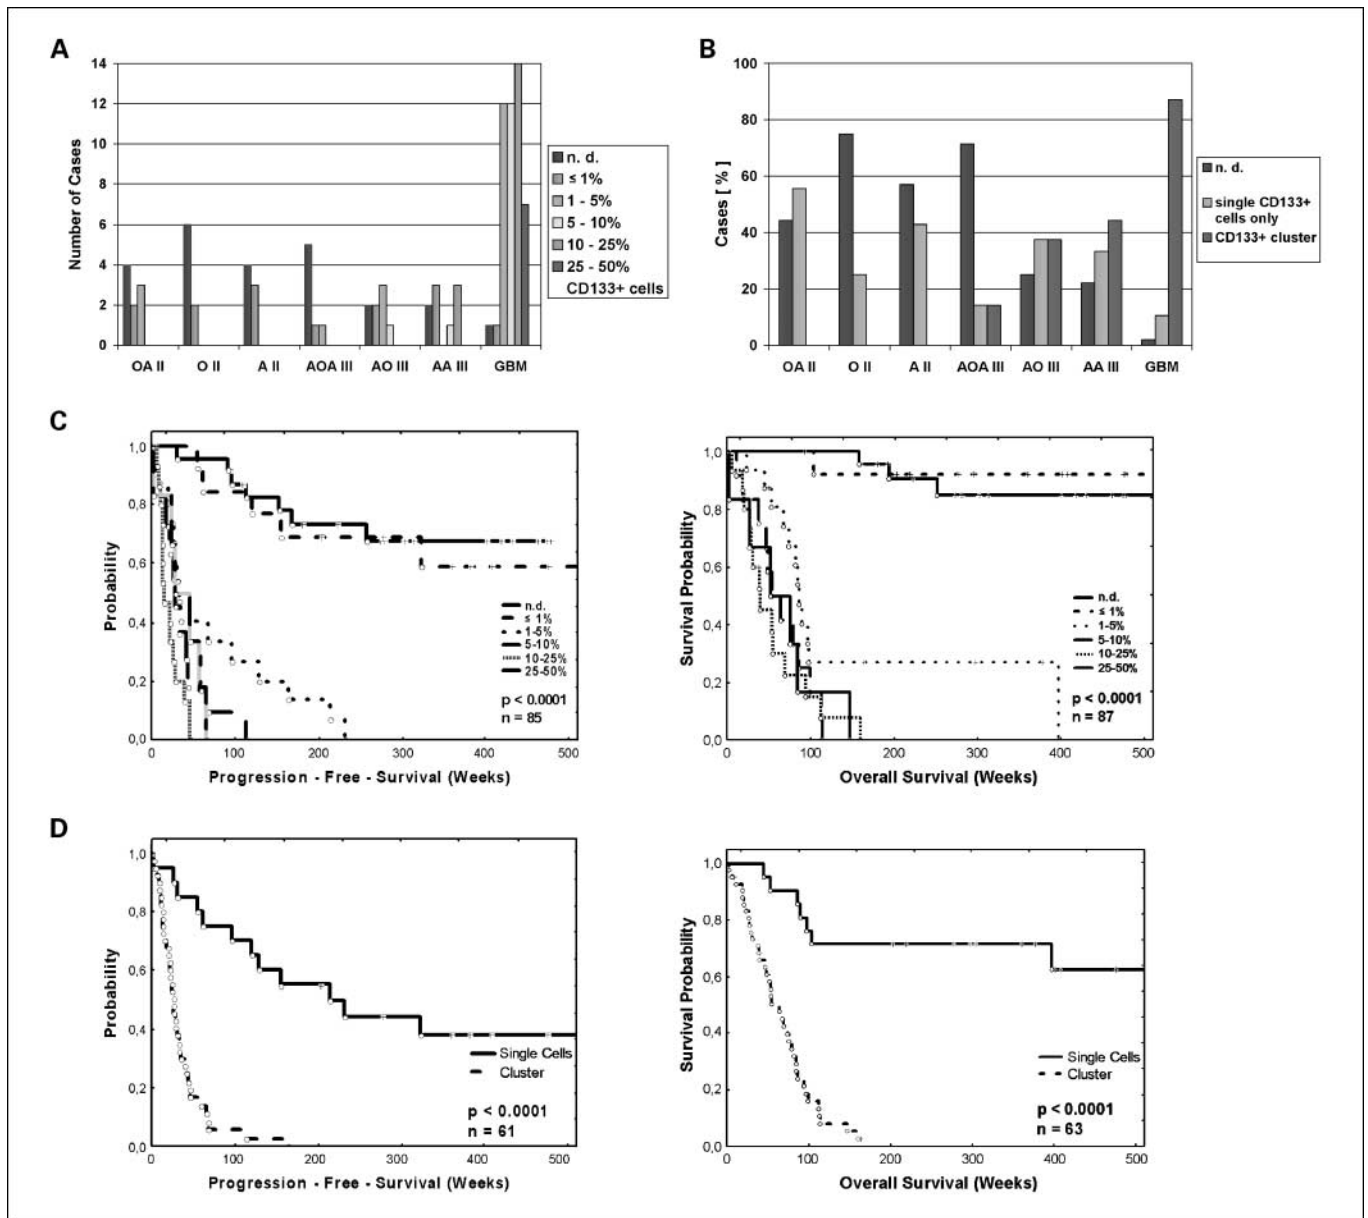 A
Number of Cases
14
12
10
8
6
4
2
0
OA II O II A II AOA III AO III AA III GBM
n. d.
≤ 1%
1 - 5%
5 - 10%
10 - 25%
25 - 50%
CD133+ cells
B
Cases [ % ]
100
80
60
40
20
0
OA II O II A II AOA III AO III AA III GBM
n. d.
single CD133+
cells only
CD133+ cluster
C
Probability
1,0
0,8
0,6
0,4
0,2
0,0
0 100 200 300 400 500
Progression - Free - Survival (Weeks)
n.d.
≤ 1%
1-5%
5-10%
10-25%
25-50%
p < 0.0001
n = 85
Survival Probability
1,0
0,8
0,6
0,4
0,2
0,0
0 100 200 300 400 500
Overall Survival (Weeks)
n.d.
≤ 1%
1-5%
5-10%
10-25%
25-50%
p < 0.0001
n = 87
D
Probability
1,0
0,8
0,6
0,4
0,2
0,0
0 100 200 300 400 500
Progression - Free - Survival (Weeks)
Single Cells
Cluster
p < 0.0001
n = 61
Survival Probability
1,0
0,8
0,6
0,4
0,2
0,0
0 100 200 300 400 500
Overall Survival (Weeks)
Single Cells
Cluster
p < 0.0001
n = 63